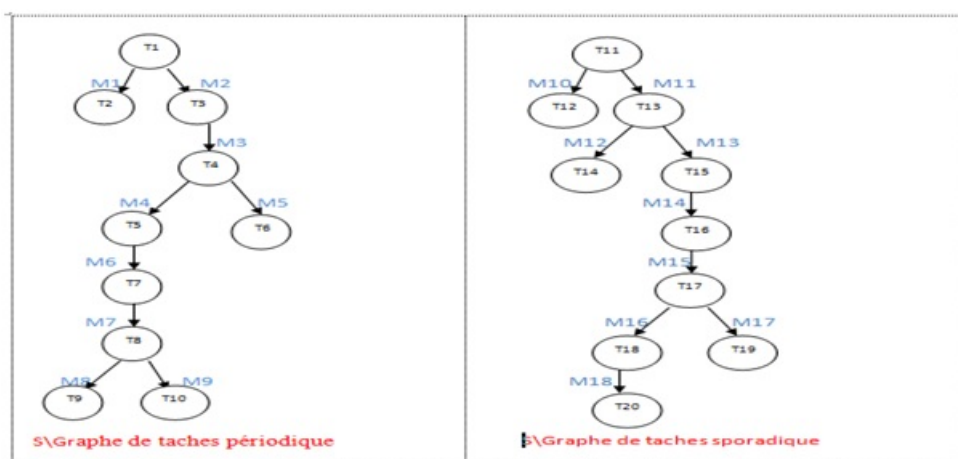 T1
M1 M2
T2 T3
M3
T4
M4 M5
T5 T6
M6
T7
M7
T8
M8 M9
T9 T10
S\Graphe de taches périodique
T11
M10 M11
T12 T13
M12 M13
T14 T15
M14
T16
M15
T17
M16 M17
T18 T19
M18
T20
S\Graphe de taches sporadique